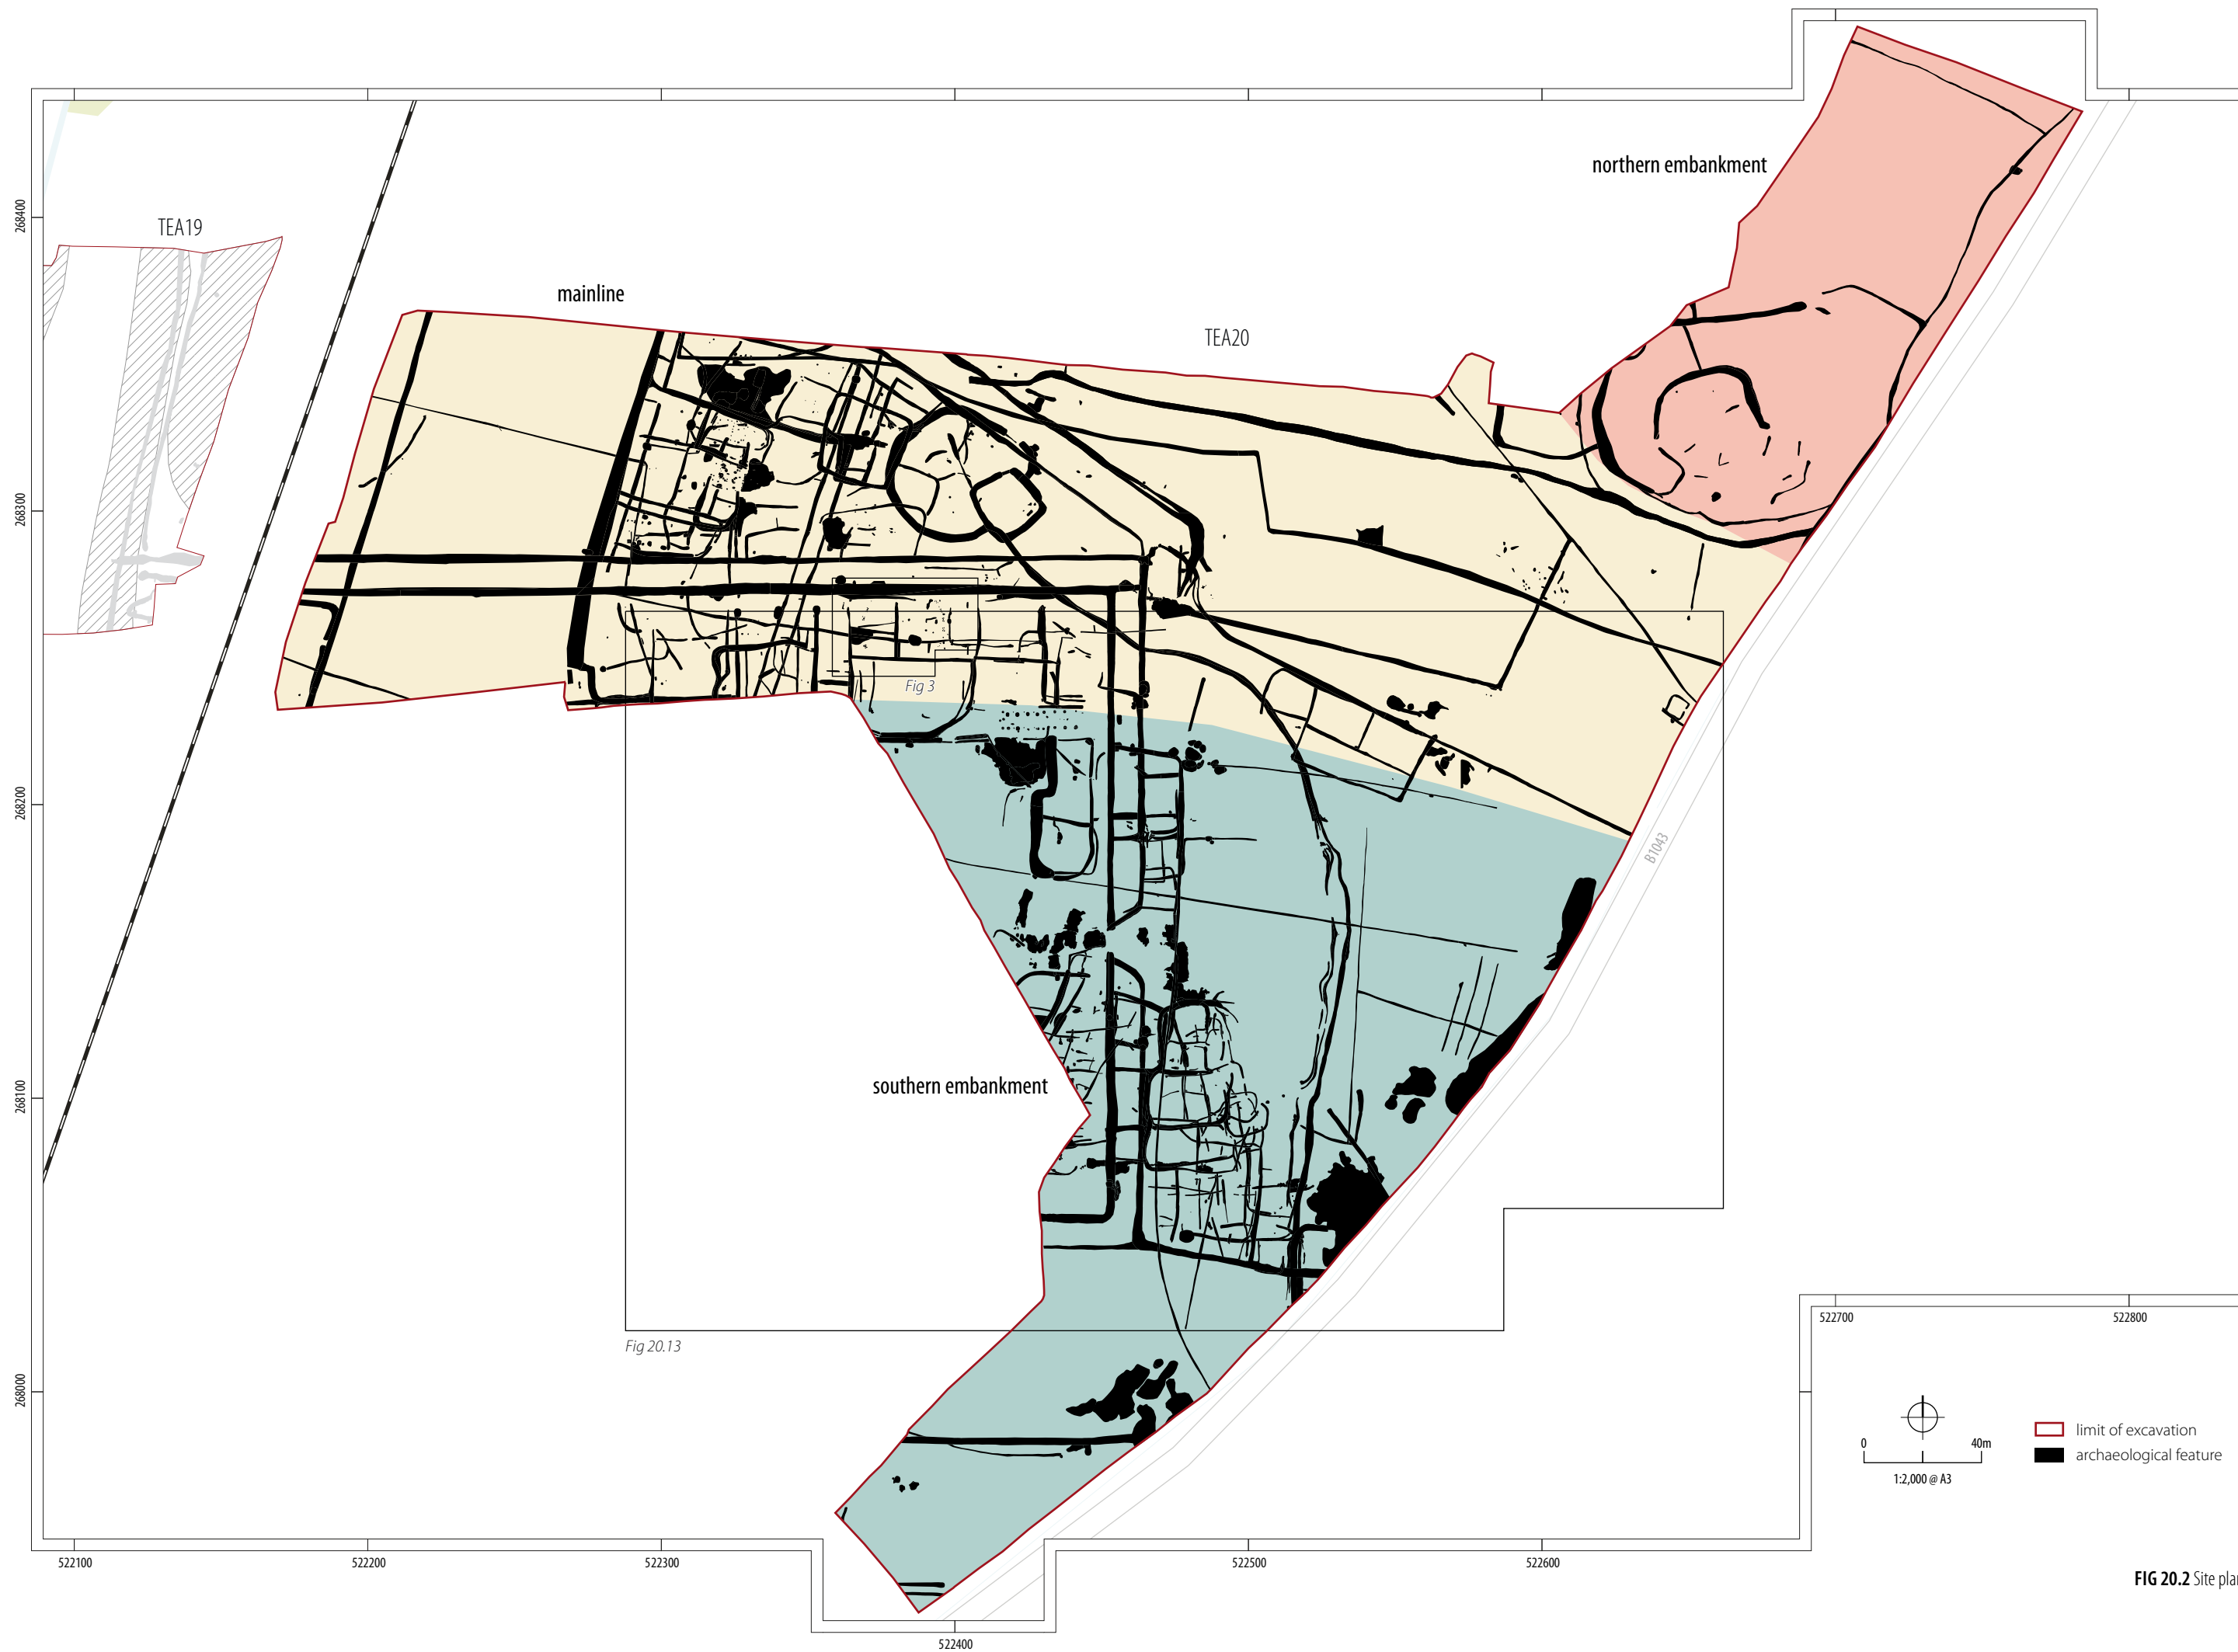 northern embankment
TEA19
mainline
TEA20
268400
268300
268200
268100
268000
Fig 3
B1043
southern embankment
Fig 20.13
522700
522800
0
40m
1:2,000 @ A3
limit of excavation
archaeological feature
522100
522200
522300
522500
522600
522400
FIG 20.2 Site plan